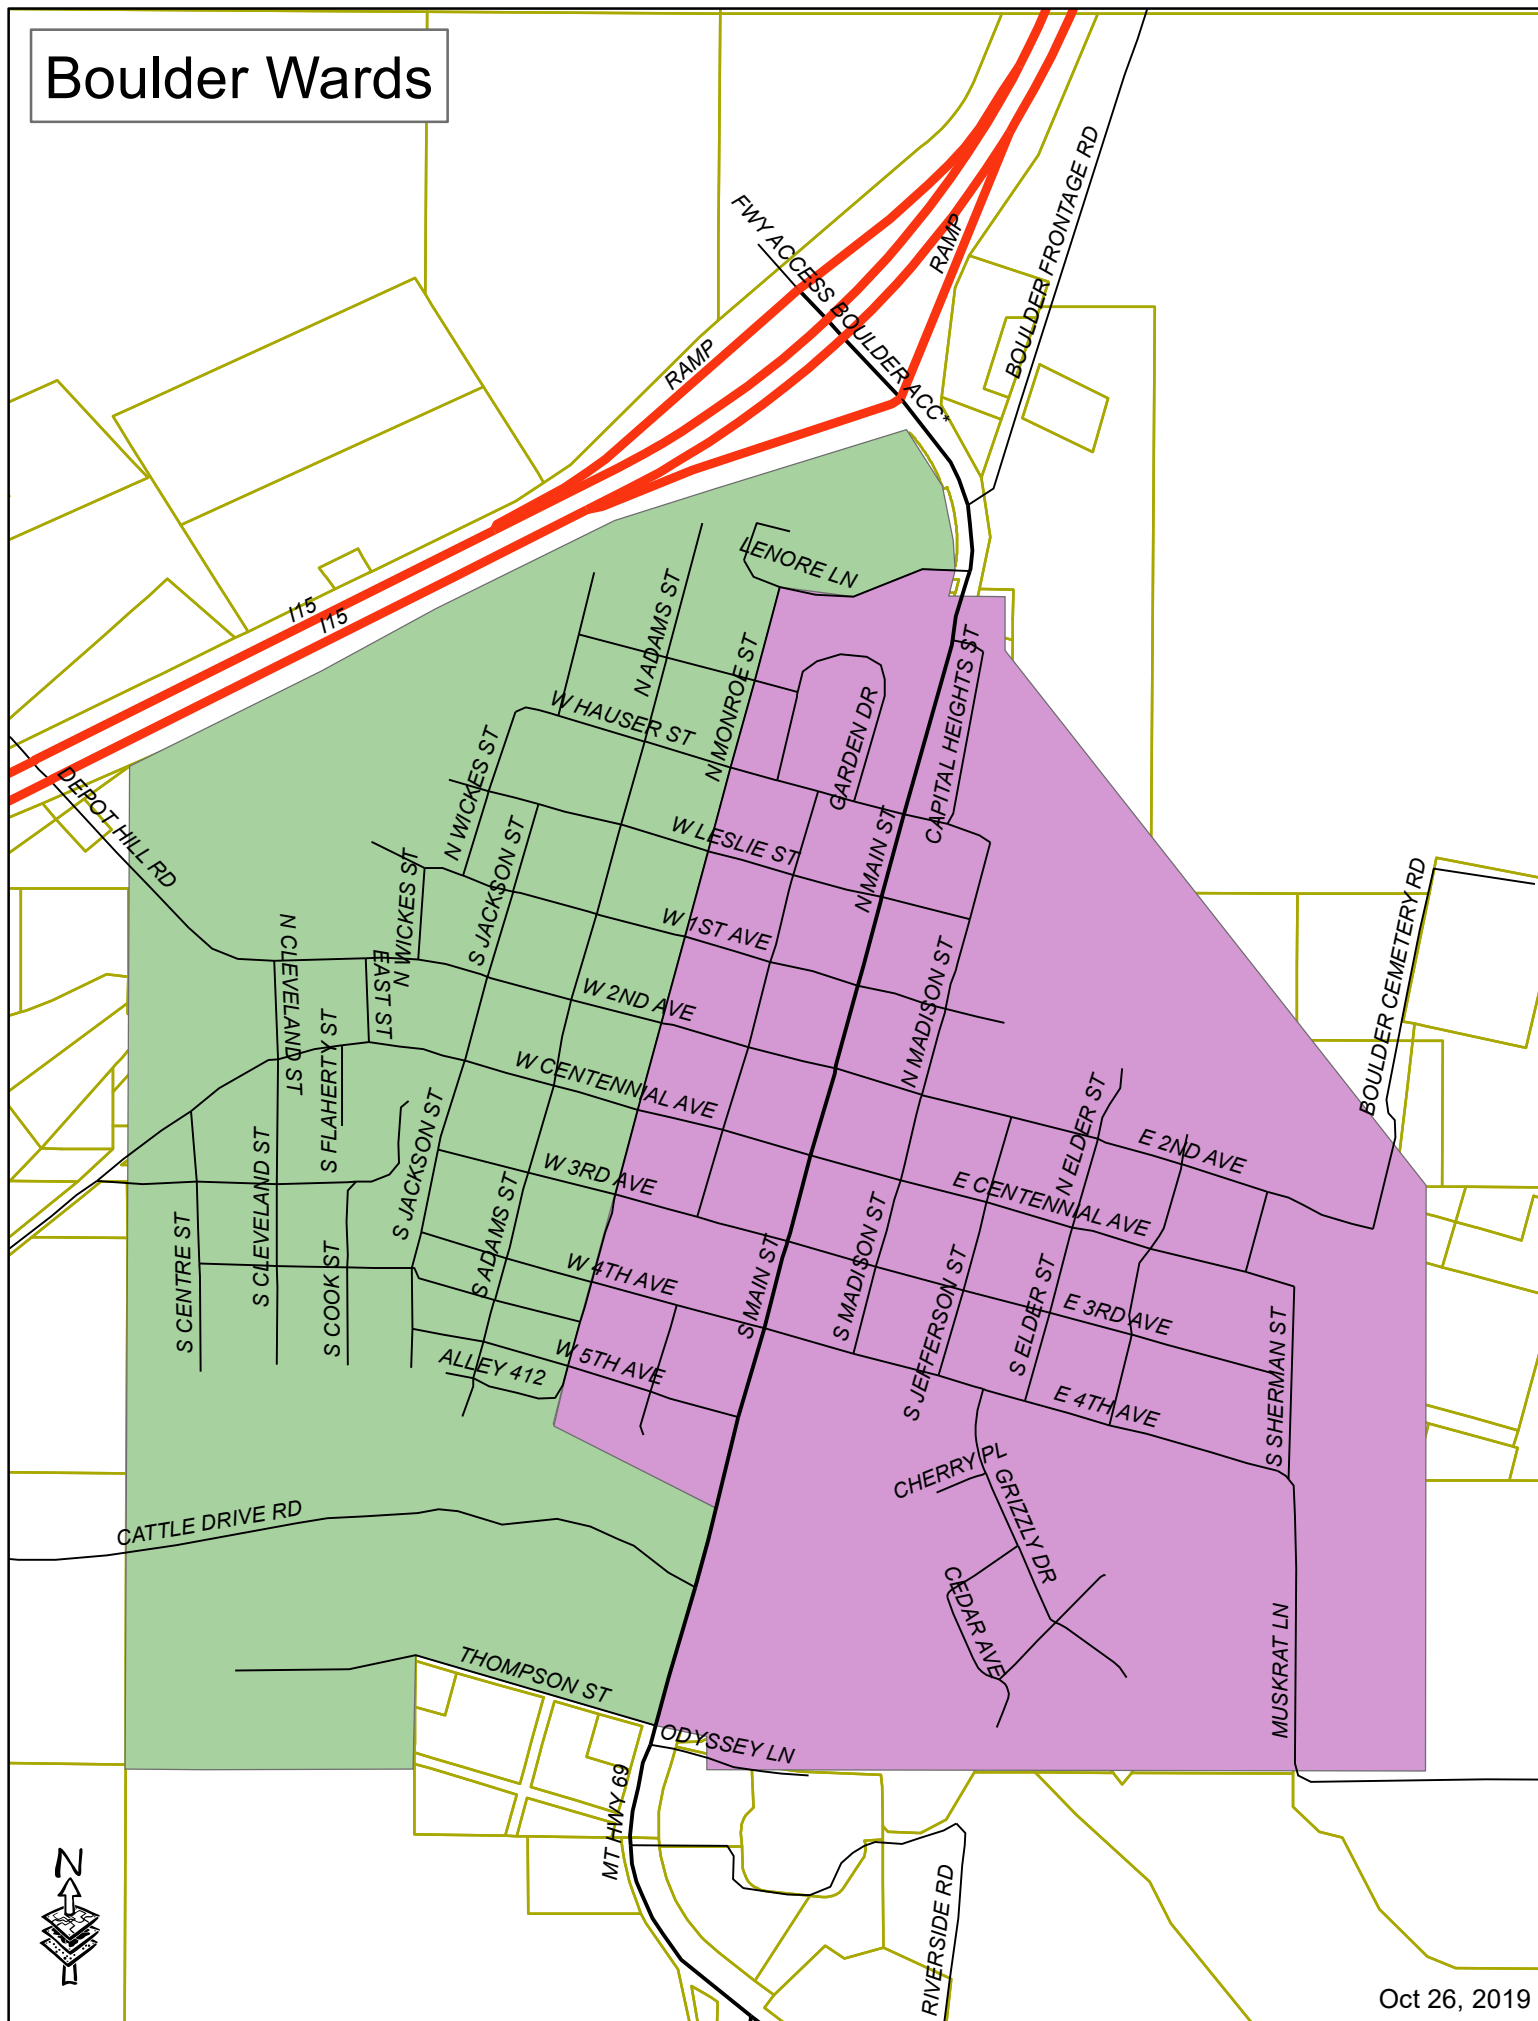 Boulder Wards
FWY ACCESS BOULDER ACC*
RAMP
RAMP
BOULDER FRONTAGE RD
I15
I15
LENORE LN
N ADAMS ST
N MONROE ST
CAPITAL HEIGHTS ST
W HAUSER ST
GARDEN DR
N WICKES ST
DEPOT HILL RD
N MAIN ST
W LESLIE ST
S JACKSON ST
N WICKES ST
BOULDER CEMETERY RD
W 1ST AVE
N CLEVELAND ST
EAST ST
N
W 2ND AVE
N MADISON ST
S FLAHERTY ST
W CENTENNIAL AVE
N ELDER ST
E 2ND AVE
S CLEVELAND ST
S JACKSON ST
W 3RD AVE
E CENTENNIAL AVE
S ADAMS ST
S CENTRE ST
S COOK ST
W 4TH AVE
S MAIN ST
S MADISON ST
S JEFFERSON ST
S ELDER ST
E 3RD AVE
S SHERMAN ST
W 5TH AVE
ALLEY 412
E 4TH AVE
CHERRY PL
GRIZZLY DR
CATTLE DRIVE RD
CEDAR AVE
THOMPSON ST
MUSKRAT LN
ODYSSEY LN
MT HWY 69
RIVERSIDE RD
N
Oct 26, 2019